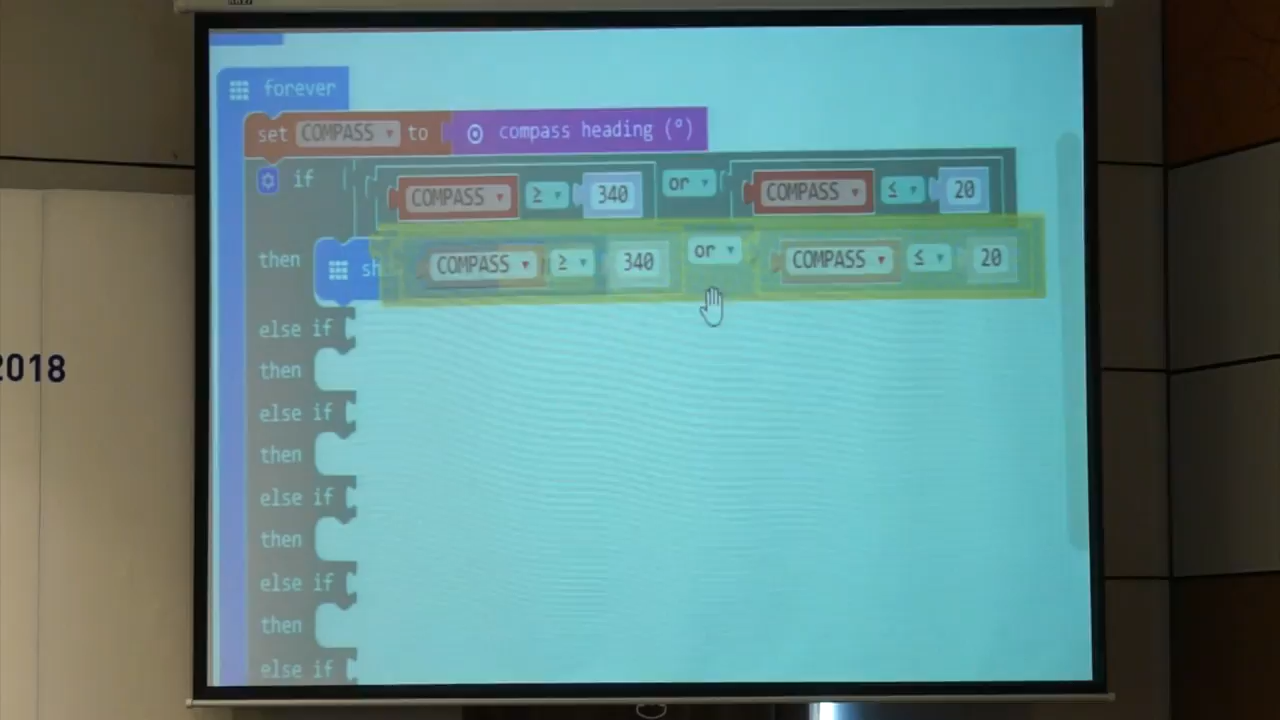 forever
set COMPASS to compass heading (°)
if COMPASS ≥ 340 or COMPASS ≤ 20
then sh COMPASS ≥ 340 or COMPASS ≤ 20
else if
then
else if
then
else if
then
else if
then
else if
2018